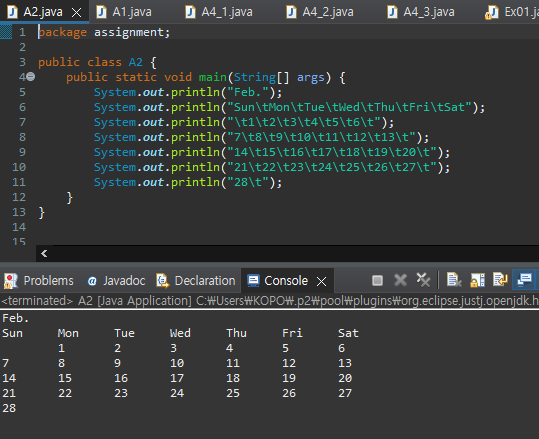 A2.java A1.java A4_1.java A4_2.java A4_3.java Ex01.ja
1 package assignment;
2
3 public class A2 {
4 public static void main(String[] args) {
5 System.out.println("Feb.");
6 System.out.println("Sun\tMon\tTue\tWed\tThu\tFri\tSat");
7 System.out.println("\t1\t2\t3\t4\t5\t6\t");
8 System.out.println("7\t8\t9\t10\t11\t12\t13\t");
9 System.out.println("14\t15\t16\t17\t18\t19\t20\t");
10 System.out.println("21\t22\t23\t24\t25\t26\t27\t");
11 System.out.println("28\t");
12 }
13 }
14
15
Problems Javadoc Declaration Console
<terminated> A2 [Java Application] C:₩Users₩KOPO₩.p2₩pool₩plugins₩org.eclipse.justj.openjdk.h
Feb.
Sun Mon Tue Wed Thu Fri Sat
1 2 3 4 5 6
7 8 9 10 11 12 13
14 15 16 17 18 19 20
21 22 23 24 25 26 27
28